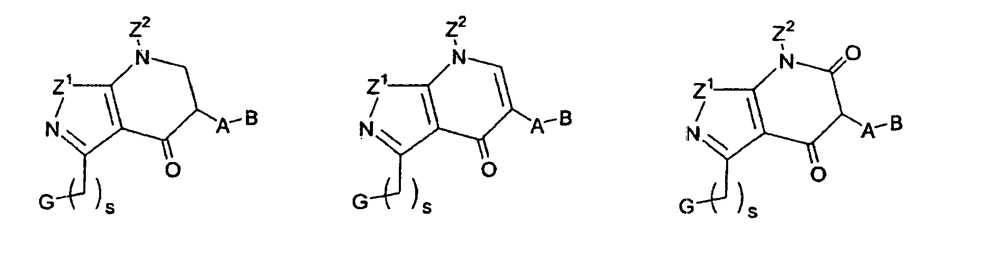 Z² Z² Z²
N N N O
Z¹ Z¹ Z¹
A B A B A B
N N N
O O O
G ( )s G ( )s G ( )s